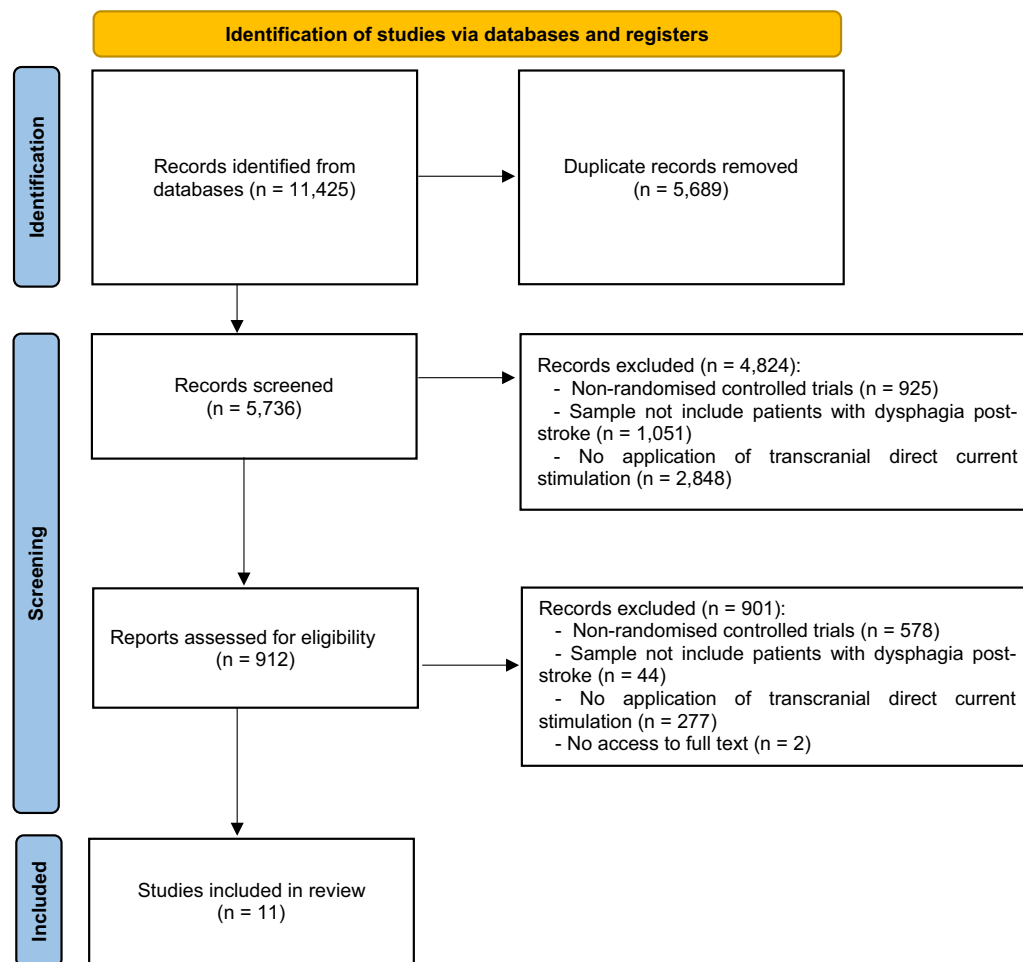 Identification of studies via databases and registers
Identification
Records identified from
databases (n = 11,425)
Duplicate records removed
(n = 5,689)
Screening
Records screened
(n = 5,736)
Records excluded (n = 4,824):
- Non-randomised controlled trials (n = 925)
- Sample not include patients with dysphagia post-
stroke (n = 1,051)
- No application of transcranial direct current
stimulation (n = 2,848)
Reports assessed for eligibility
(n = 912)
Records excluded (n = 901):
- Non-randomised controlled trials (n = 578)
- Sample not include patients with dysphagia post-
stroke (n = 44)
- No application of transcranial direct current
stimulation (n = 277)
- No access to full text (n = 2)
Included
Studies included in review
(n = 11)